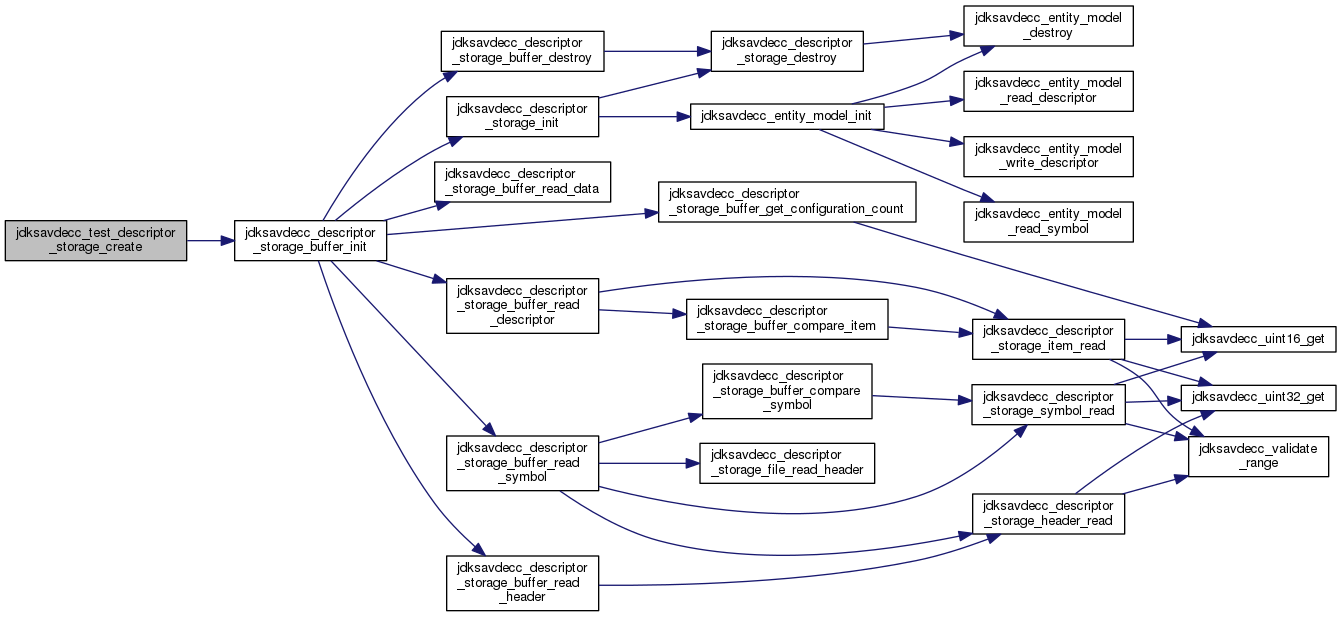 jdksavdecc_test_descriptor
_storage_create
jdksavdecc_descriptor
_storage_buffer_init
jdksavdecc_descriptor
_storage_buffer_destroy
jdksavdecc_descriptor
_storage_init
jdksavdecc_descriptor
_storage_buffer_read_data
jdksavdecc_descriptor
_storage_buffer_read
_descriptor
jdksavdecc_descriptor
_storage_buffer_read
_symbol
jdksavdecc_descriptor
_storage_buffer_read
_header
jdksavdecc_descriptor
_storage_destroy
jdksavdecc_entity_model_init
jdksavdecc_descriptor
_storage_buffer_get_configuration_count
jdksavdecc_descriptor
_storage_buffer_compare_item
jdksavdecc_descriptor
_storage_buffer_compare
_symbol
jdksavdecc_descriptor
_storage_file_read_header
jdksavdecc_entity_model
_destroy
jdksavdecc_entity_model
_read_descriptor
jdksavdecc_entity_model
_write_descriptor
jdksavdecc_entity_model
_read_symbol
jdksavdecc_descriptor
_storage_item_read
jdksavdecc_descriptor
_storage_symbol_read
jdksavdecc_descriptor
_storage_header_read
jdksavdecc_uint16_get
jdksavdecc_uint32_get
jdksavdecc_validate
_range